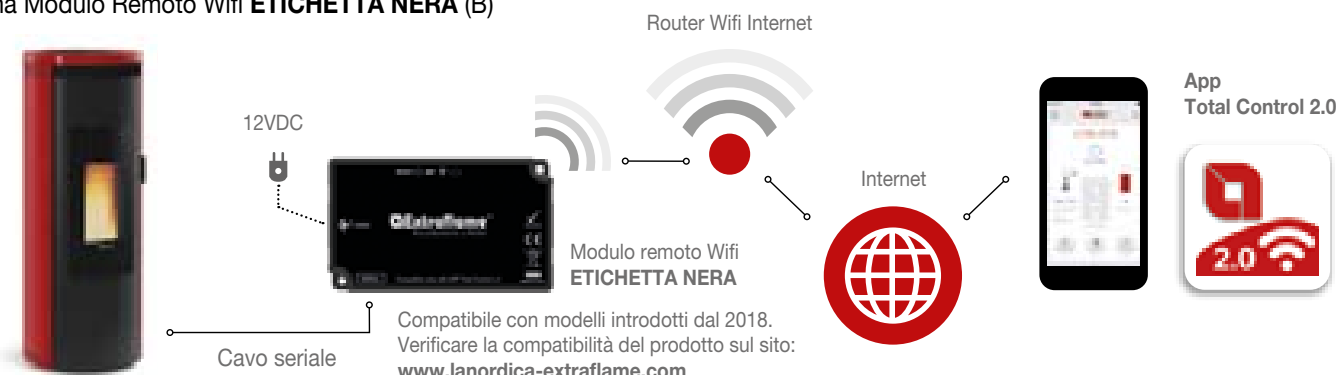 Modulo Remoto Wifi ETICHETTA NERA (B)
Router Wifi Internet
App
Total Control 2.0
12VDC
Internet
Extraflame
Modulo remoto Wifi
ETICHETTA NERA
2.0
Compatibile con modelli introdotti dal 2018.
Verificare la compatibilità del prodotto sul sito:
www.lanordica-extraflame.com
Cavo seriale